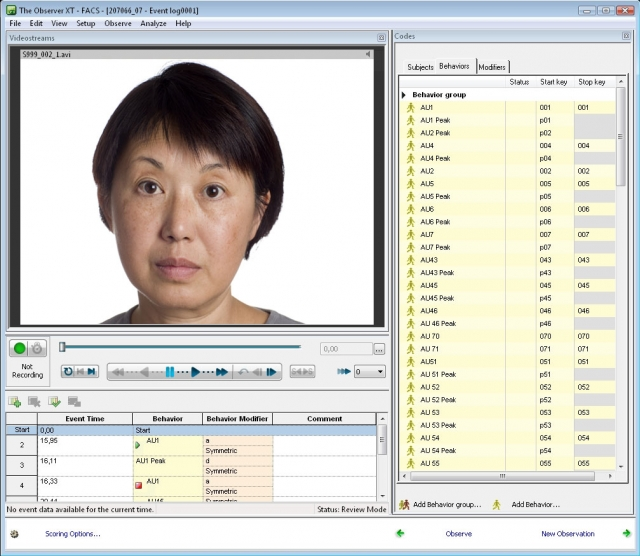 The Observer XT - FACS - [207066_07 - Event log0001]
File Edit View Setup Observe Analyze Help
Videostreams
S999_002_1.avi
Not
Recording
0,00
...
0
Event Time Behavior Behavior Modifier Comment
Start 0,00 Start
2 15,95 AU1 a
Symmetric
3 16,11 AU1 Peak d
Symmetric
4 16,33 AU1 a
Symmetric
No event data available for the current time. Status: Review Mode
Codes
Subjects Behaviors Modifiers
Status Start key Stop key
Behavior group
AU1 001 001
AU1 Peak p01
AU2 Peak p02
AU4 004 004
AU4 Peak p04
AU2 002 002
AU5 005 005
AU5 Peak p05
AU6 006 006
AU6 Peak p06
AU7 007 007
AU7 Peak p07
AU43 043 043
AU43 Peak p43
AU45 045 045
AU45 Peak p45
AU46 046 046
AU 46 Peak p46
AU 70 070 070
AU 71 071 071
AU51 051 051
AU 51 Peak p51
AU 52 052 052
AU 52 Peak p52
AU 53 053 053
AU 53 Peak p53
AU 54 054 054
AU 54 Peak p54
AU 55 055 055
Add Behavior group... Add Behavior...
Scoring Options... Observe New Observation